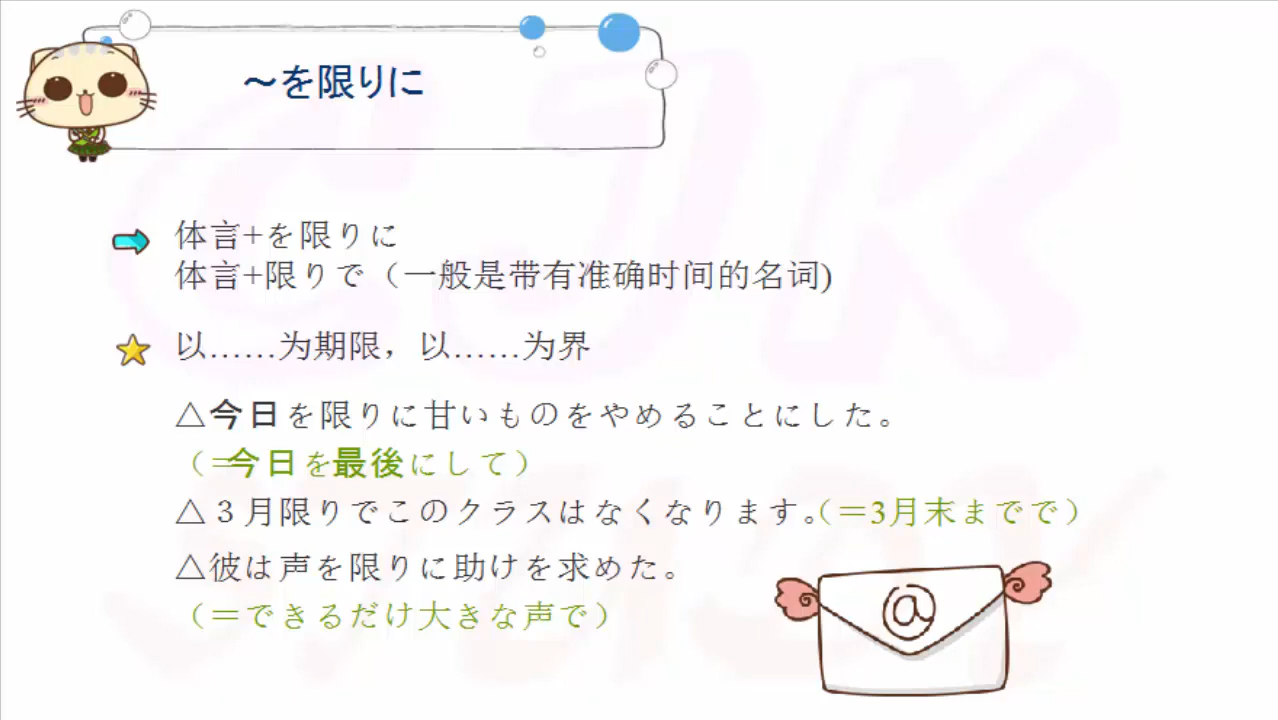 ～を限りに
体言+を限りに
体言+限りで（一般是带有准确时间的名词)
以……为期限，以……为界
△今日を限りに甘いものをやめることにした。
（=今日を最後にして）
△３月限りでこのクラスはなくなります。（＝3月末までで）
△彼は声を限りに助けを求めた。
（＝できるだけ大きな声で）
@